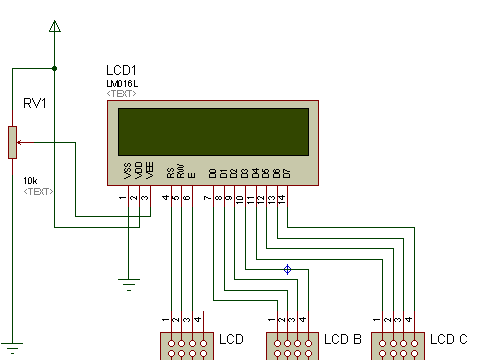 LCD1
LM016L
<TEXT>
RV1
10k
<TEXT>
VSS
VDD
VEE
RS
RW
E
D0
D1
D2
D3
D4
D5
D6
D7
1
2
3
4
5
6
7
8
9
10
11
12
13
14
1
2
3
4
LCD
1
2
3
4
LCD B
1
2
3
4
LCD C